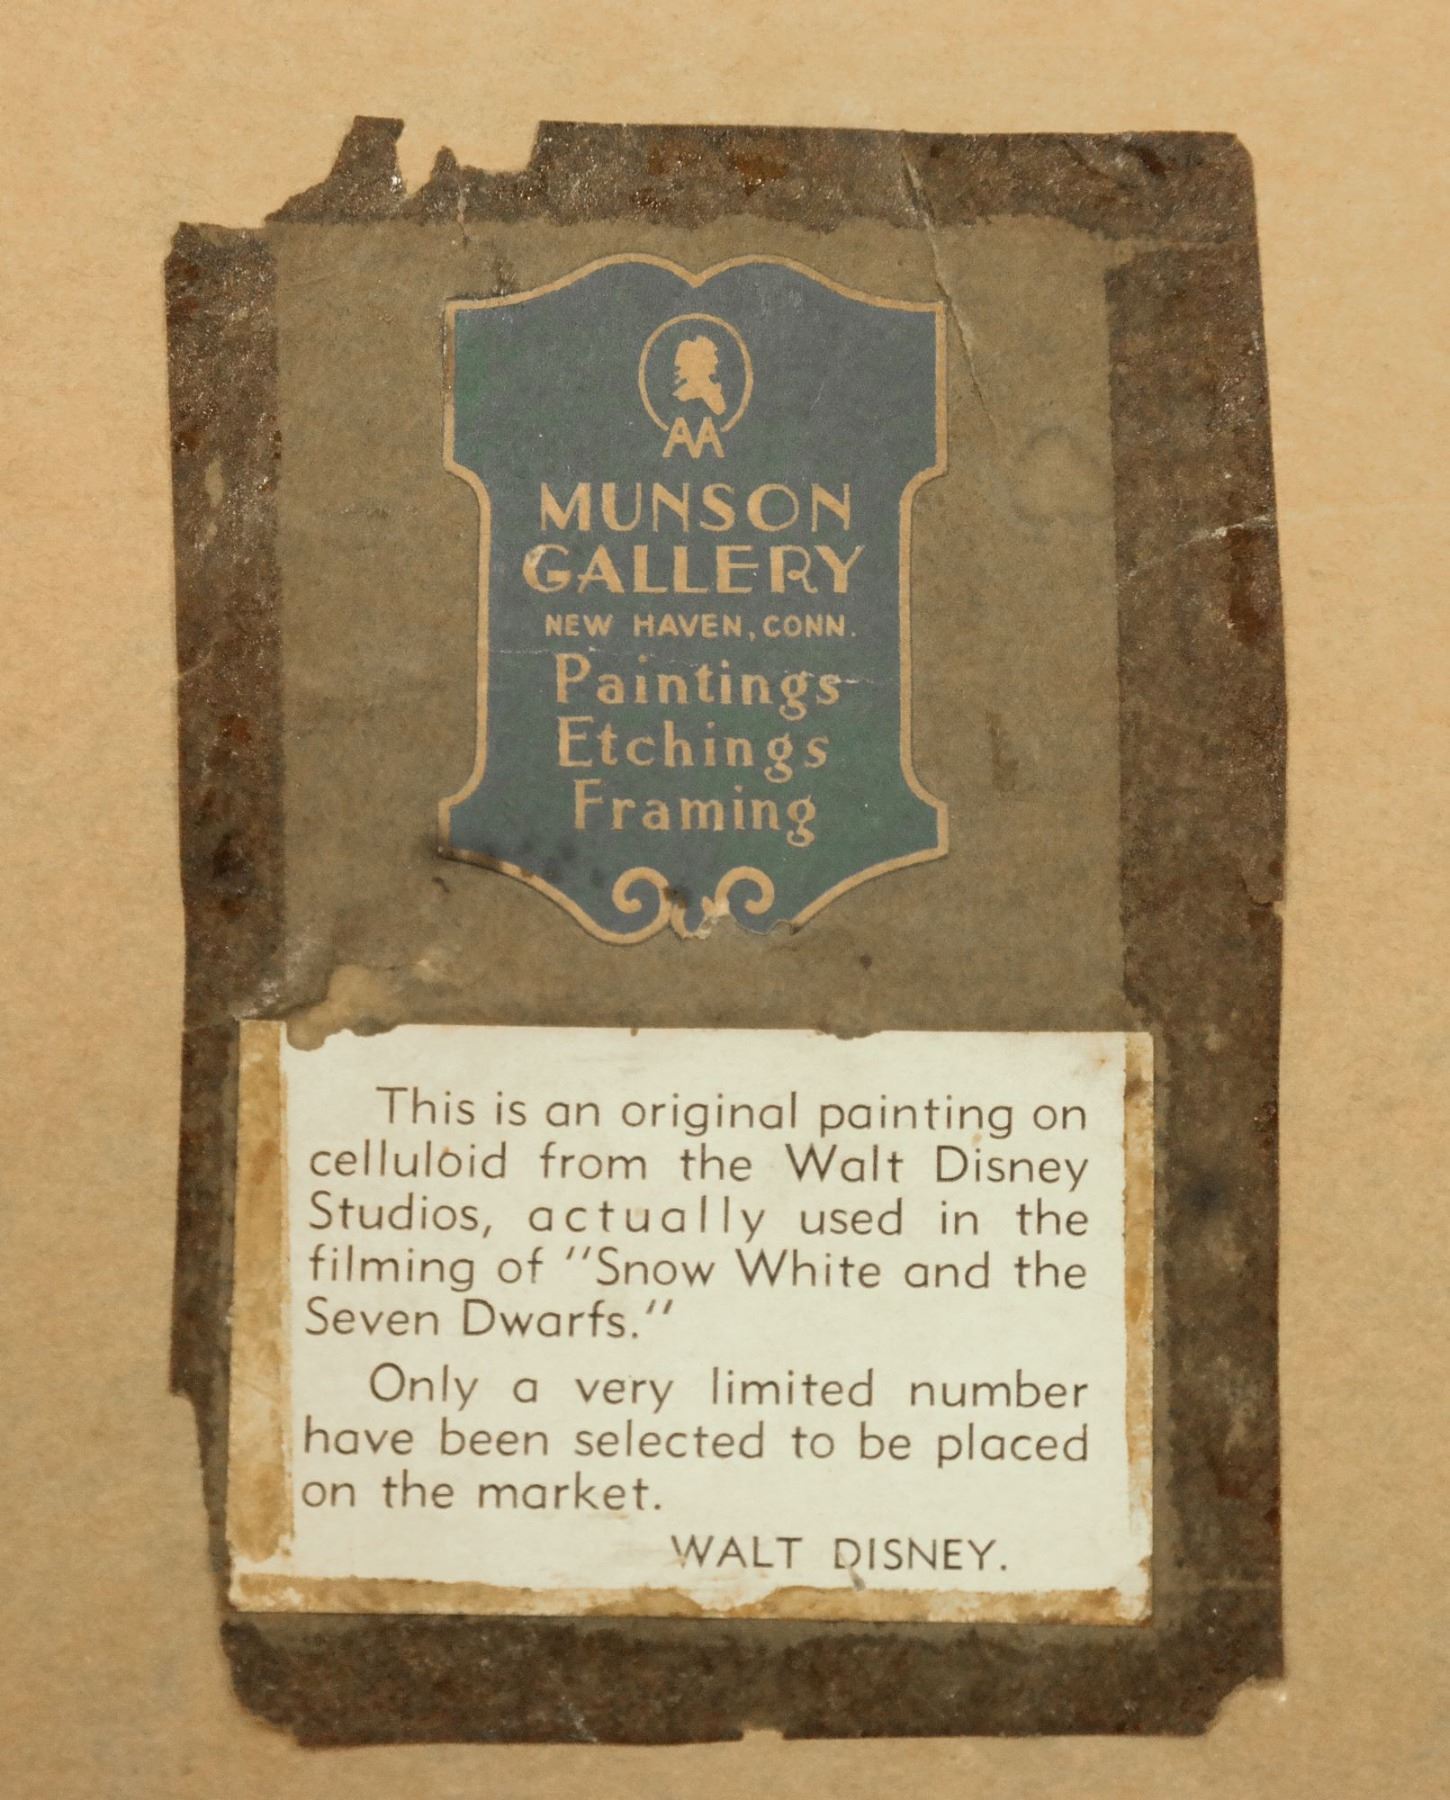 AA
MUNSON
GALLERY
NEW HAVEN, CONN.
Paintings
Etchings
Framing
This is an original painting on
celluloid from the Walt Disney
Studios, actually used in the
filming of "Snow White and the
Seven Dwarfs."
Only a very limited number
have been selected to be placed
on the market.
WALT DISNEY.